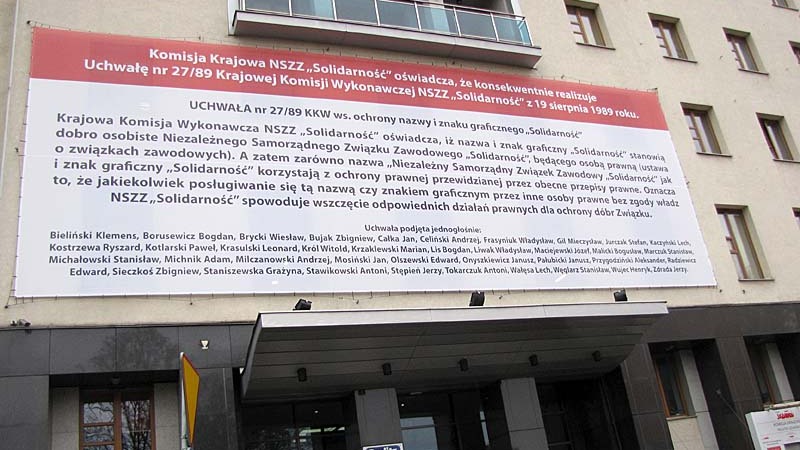 Komisja Krajowa NSZZ „Solidarność” oświadcza, że konsekwentnie realizuje
Uchwałę nr 27/89 Krajowej Komisji Wykonawczej NSZZ „Solidarność” z 19 sierpnia 1989 roku.
UCHWAŁA nr 27/89 KKW ws. ochrony nazwy i znaku graficznego „Solidarność”
Krajowa Komisja Wykonawcza NSZZ „Solidarność” oświadcza, iż nazwa i znak graficzny „Solidarność” stanowią
dobro osobiste Niezależnego Samorządnego Związku Zawodowego „Solidarność”, będącego osobą prawną (ustawa
o związkach zawodowych). A zatem zarówno nazwa „Niezależny Samorządny Związek Zawodowy „Solidarność” jak
i znak graficzny „Solidarność” korzystają z ochrony prawnej przewidzianej przez obecne przepisy prawne. Oznacza
to, że jakiekolwiek posługiwanie się tą nazwą czy znakiem graficznym przez inne osoby prawne bez zgody władz
NSZZ „Solidarność” spowoduje wszczęcie odpowiednich działań prawnych dla ochrony dóbr Związku.
Uchwała podjęta jednogłośnie:
Bieliński Klemens, Borusewicz Bogdan, Brycki Wiesław, Bujak Zbigniew, Całka Jan, Celiński Andrzej, Frasyniuk Władysław, Gil Mieczysław, Jurczak Stefan, Kaczyński Lech,
Kostrzewa Ryszard, Kotlarski Paweł, Krasulski Leonard, Król Witold, Krzaklewski Marian, Lis Bogdan, Liwak Władysław, Maciejewski Józef, Malicki Bogusław, Marczuk Stanisław,
Michałowski Stanisław, Michnik Adam, Milczanowski Andrzej, Mosiński Jan, Olszewski Edward, Onyszkiewicz Janusz, Pałubicki Janusz, Przygodziński Aleksander, Radziewicz
Edward, Sieczkoś Zbigniew, Staniszewska Grażyna, Stawikowski Antoni, Stępień Jerzy, Tokarczuk Antoni, Wałęsa Lech, Węglarz Stanisław, Wujec Henryk, Zdrada Jerzy.